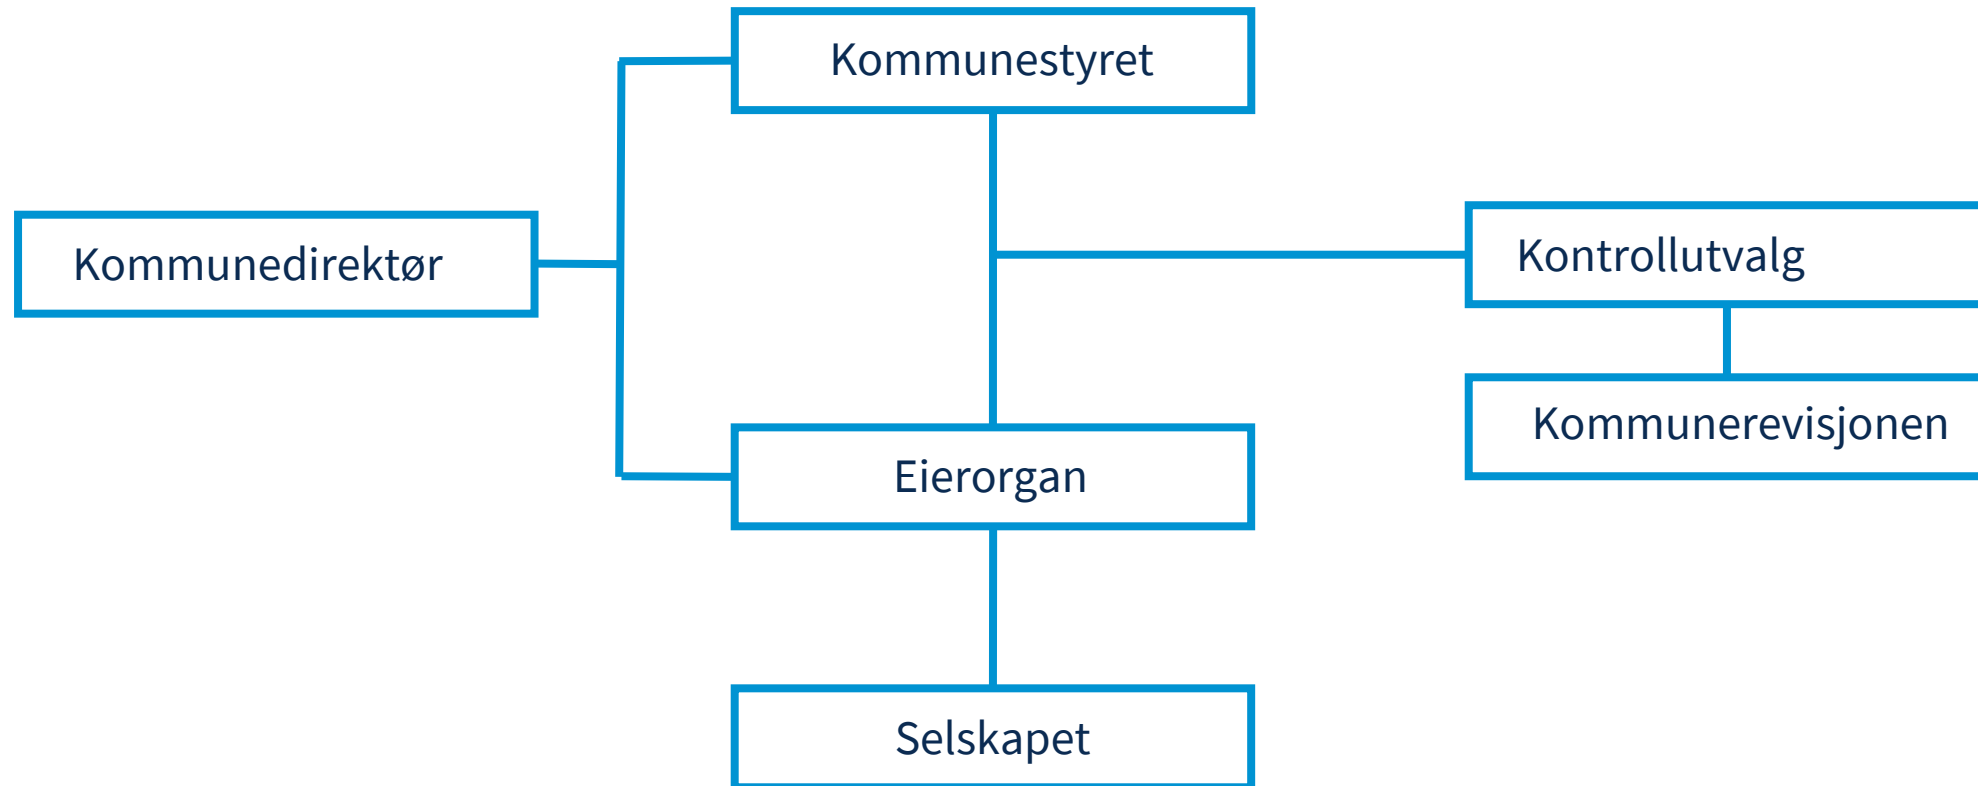 Kommunestyret
Kommunedirektør
Kontrollutvalg
Kommunerevisjonen
Eierorgan
Selskapet